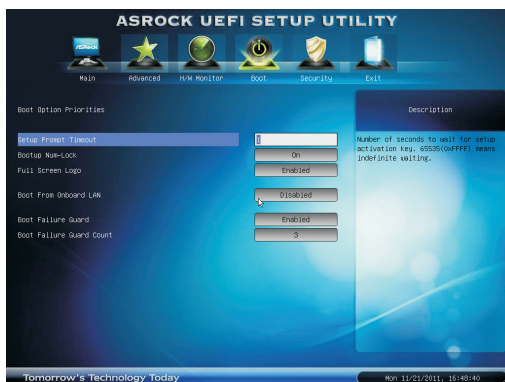 ASROCK UEFI SETUP UTILITY
ASRock
Main Advanced H/W Monitor Boot Security Exit
Boot Option Priorities
Setup Prompt Timeout 1
Bootup Num-Lock On
Full Screen Logo Enabled
Boot From Onboard LAN Disabled
Boot Failure Guard Enabled
Boot Failure Guard Count 3
Description
Number of seconds to wait for setup
activation key. 65535(0xFFFF) means
indefinite waiting.
Tomorrow's Technology Today
Mon 11/21/2011, 16:48:40